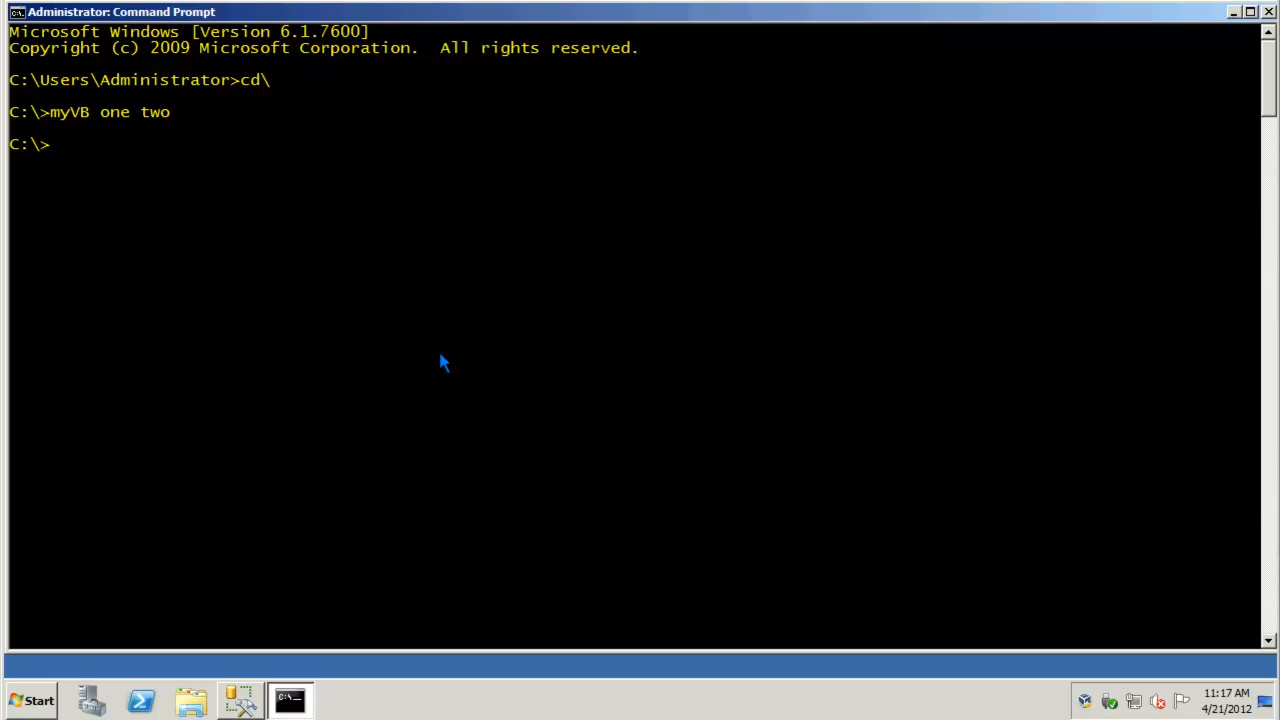 Administrator: Command Prompt
Microsoft Windows [Version 6.1.7600]
Copyright (c) 2009 Microsoft Corporation.  All rights reserved.
C:\Users\Administrator>cd\
C:\>myVB one two
C:\>
Start
11:17 AM
4/21/2012